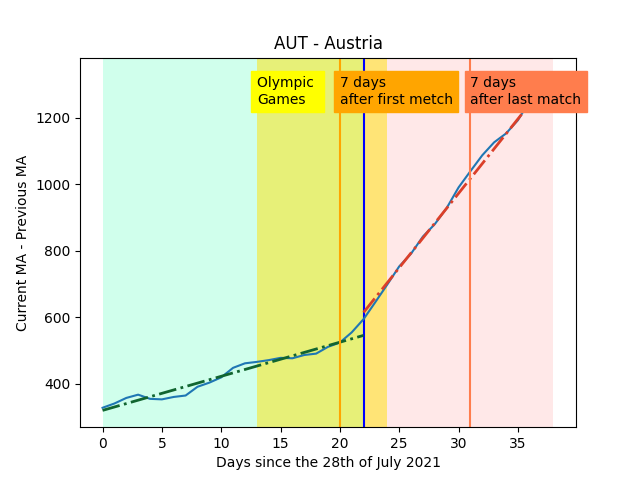 AUT - Austria
Olympic
Games
7 days
after first metch
7 days
after last match
1200
1000
800
600
400
Current MA - Previous MA
0 5 10 15 20 25 30 35
Days since the 28th of July 2021